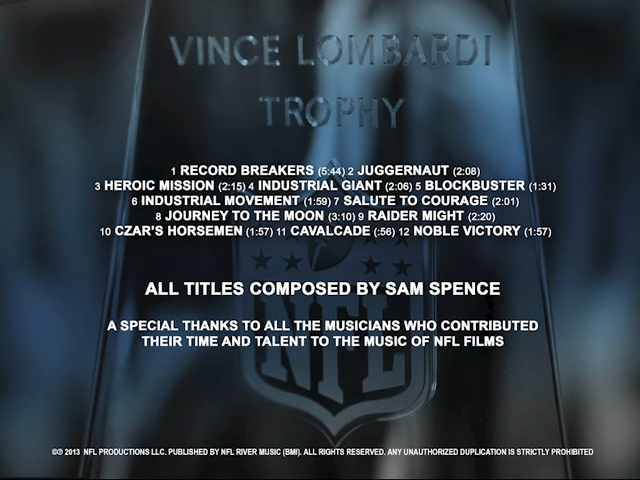 VINCE LOMBARDI
TROPHY
1 RECORD BREAKERS (5:44) 2 JUGGERNAUT (2:08)
3 HEROIC MISSION (2:15) 4 INDUSTRIAL GIANT (2:06) 5 BLOCKBUSTER (1:31)
6 INDUSTRIAL MOVEMENT (1:59) 7 SALUTE TO COURAGE (2:01)
8 JOURNEY TO THE MOON (3:10) 9 RAIDER MIGHT (2:20)
10 CZAR'S HORSEMEN (1:57) 11 CAVALCADE (:56) 12 NOBLE VICTORY (1:57)
ALL TITLES COMPOSED BY SAM SPENCE
A SPECIAL THANKS TO ALL THE MUSICIANS WHO CONTRIBUTED
THEIR TIME AND TALENT TO THE MUSIC OF NFL FILMS
NFL
©℗ 2013 NFL PRODUCTIONS LLC. PUBLISHED BY NFL RIVER MUSIC (BMI). ALL RIGHTS RESERVED. ANY UNAUTHORIZED DUPLICATION IS STRICTLY PROHIBITED